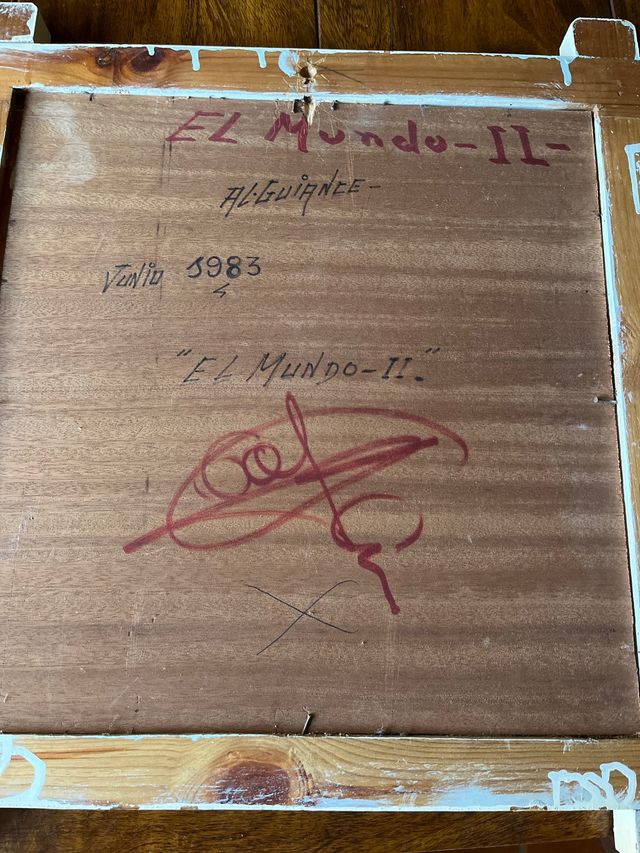 EL Mundo-II-
AL-GUIANCE-
JUNIO 1983
"EL MUNDO-II."